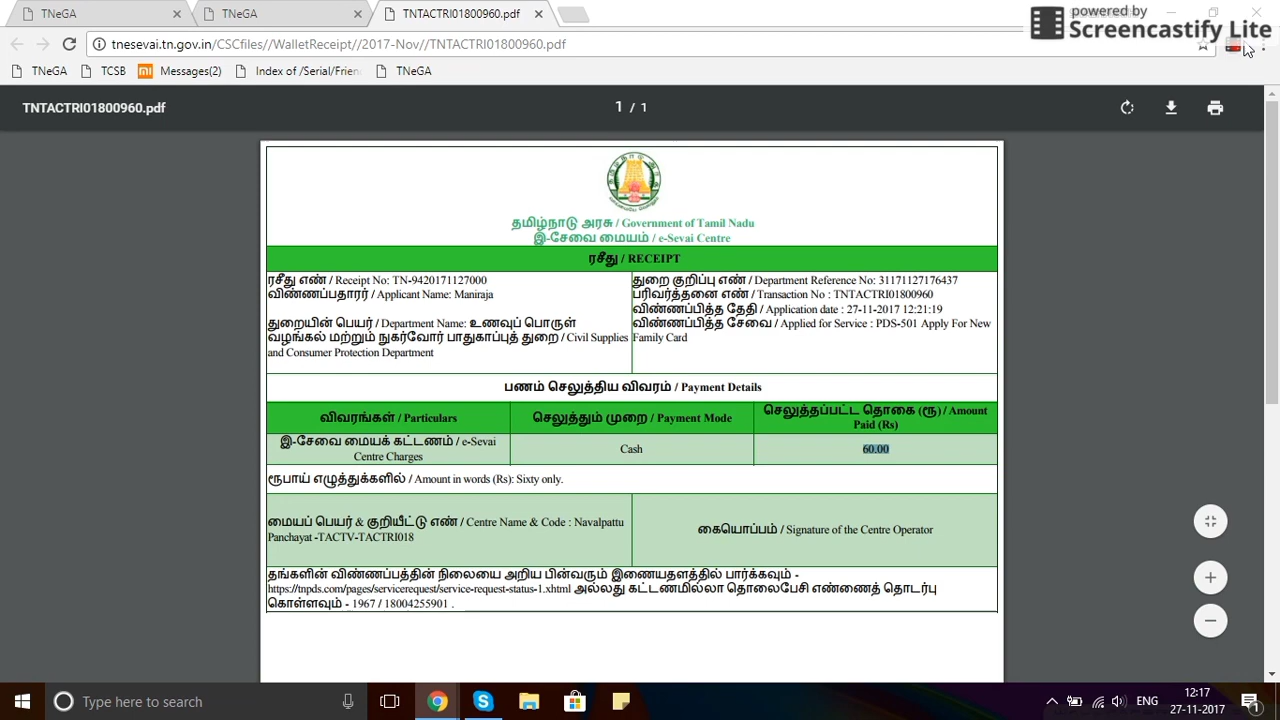 powered by
Screencastify Lite
TNeGA
TNeGA
TNTACTRI01800960.pdf
tnesevai.tn.gov.in/CSCfiles//WalletReceipt//2017-Nov//TNTACTRI01800960.pdf
TNeGA
TCSB
Messages(2)
Index of /Serial/Frien
TNeGA
TNTACTRI01800960.pdf
1 / 1
தமிழ்நாடு அரசு / Government of Tamil Nadu
இ-சேவை மையம் / e-Sevai Centre
ரசீது / RECEIPT
ரசீது எண் / Receipt No: TN-9420171127000
விண்ணப்பதாரர் / Applicant Name: Maniraja
துறையின் பெயர் / Department Name: உணவுப் பொருள்
வழங்கல் மற்றும் நுகர்வோர் பாதுகாப்புத் துறை / Civil Supplies
and Consumer Protection Department
துறை குறிப்பு எண் / Department Reference No: 31171127176437
பரிவர்த்தனை எண் / Transaction No : TNTACTRI01800960
விண்ணப்பித்த தேதி / Application date : 27-11-2017 12:21:19
விண்ணப்பித்த சேவை / Applied for Service : PDS-501 Apply For New
Family Card
பணம் செலுத்திய விவரம் / Payment Details
விவரங்கள் / Particulars
செலுத்தும் முறை / Payment Mode
செலுத்தப்பட்ட தொகை (ரூ) / Amount
Paid (Rs)
இ-சேவை மையக் கட்டணம் / e-Sevai
Centre Charges
Cash
60.00
ரூபாய் எழுத்துக்களில் / Amount in words (Rs): Sixty only.
மையப் பெயர் & குறியீட்டு எண் / Centre Name & Code : Navalpattu
Panchayat -TACTV-TACTRI018
கையொப்பம் / Signature of the Centre Operator
தங்களின் விண்ணப்பத்தின் நிலையை அறிய பின்வரும் இணையதளத்தில் பார்க்கவும் -
https://tnpds.com/pages/servicerequest/service-request-status-1.xhtml அல்லது கட்டணமில்லா தொலைபேசி எண்ணைத் தொடர்பு
கொள்ளவும் - 1967 / 18004255901 .
Type here to search
ENG
12:17
27-11-2017
1